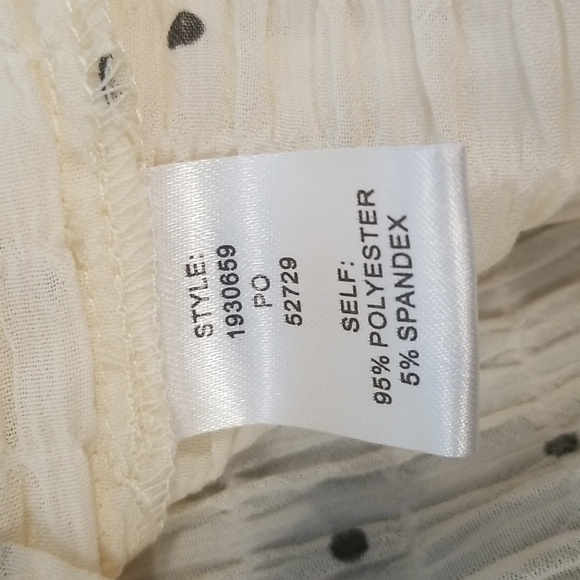 STYLE:
1930659
PO
52729
SELF:
95% POLYESTER
5% SPANDEX